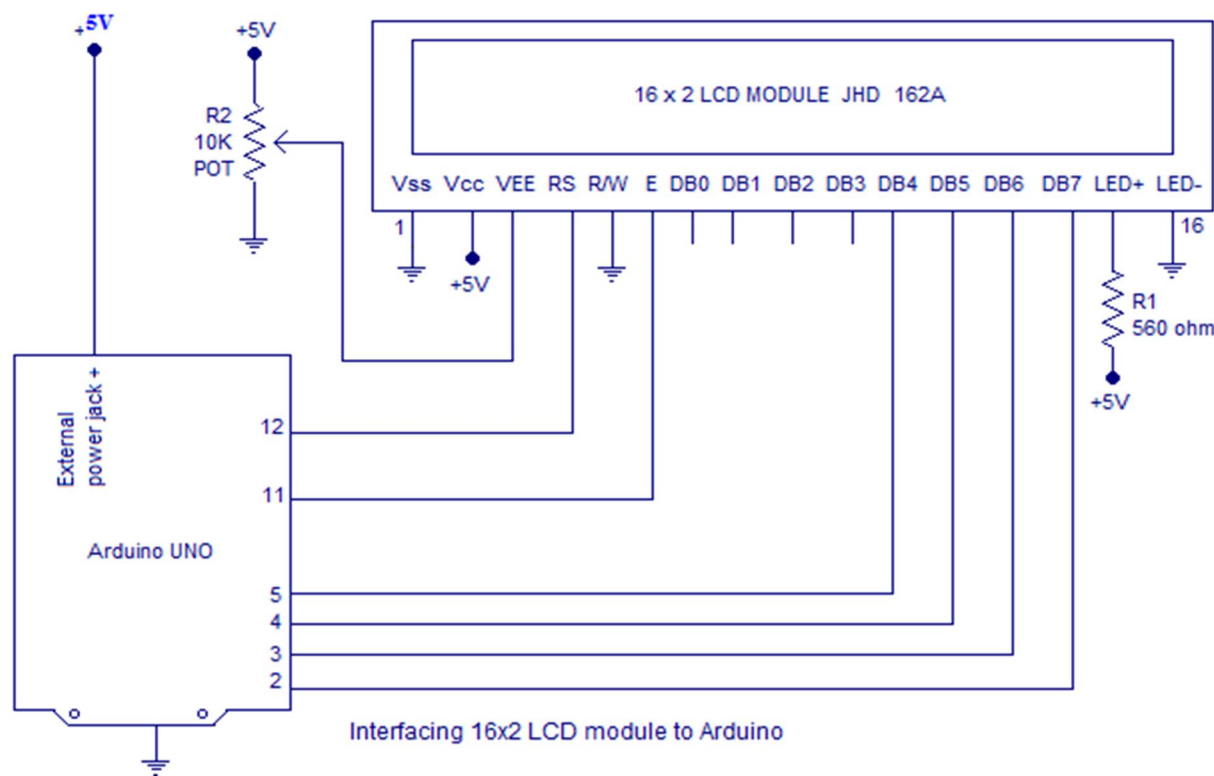 +5V
+5V
R2
10K
POT
16 x 2 LCD MODULE JHD 162A
Vss Vcc VEE RS R/W E DB0 DB1 DB2 DB3 DB4 DB5 DB6 DB7 LED+ LED-
1
16
+5V
R1
560 ohm
+5V
External
power jack +
12
11
Arduino UNO
5
4
3
2
Interfacing 16x2 LCD module to Arduino